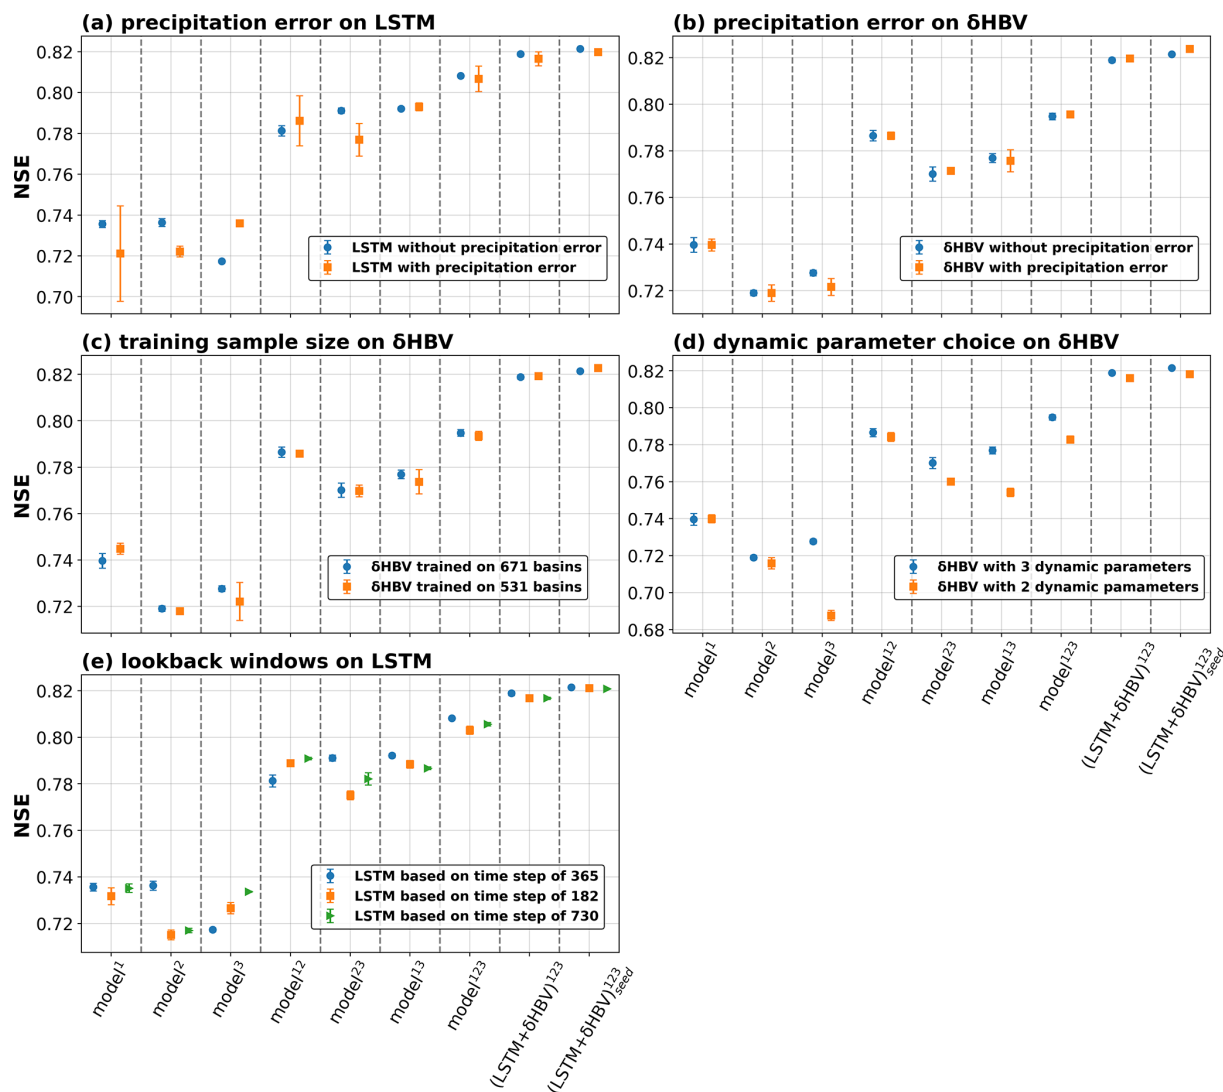 (a) precipitation error on LSTM
NSE
0.82
0.80
0.78
0.76
0.74
0.72
0.70
LSTM without precipitation error
LSTM with precipitation error
(b) precipitation error on δHBV
0.82
0.80
0.78
0.76
0.74
0.72
δHBV without precipitation error
δHBV with precipitation error
(c) training sample size on δHBV
NSE
0.82
0.80
0.78
0.76
0.74
0.72
δHBV trained on 671 basins
δHBV trained on 531 basins
(d) dynamic parameter choice on δHBV
0.82
0.80
0.78
0.76
0.74
0.72
0.70
0.68
δHBV with 3 dynamic parameters
δHBV with 2 dynamic pamameters
model¹
model²
model³
model¹²
model²³
model¹³
model¹²³
(LSTM+δHBV)¹²³
(LSTM+δHBV)¹²³seed
(e) lookback windows on LSTM
NSE
0.82
0.80
0.78
0.76
0.74
0.72
LSTM based on time step of 365
LSTM based on time step of 182
LSTM based on time step of 730
model¹
model²
model³
model¹²
model²³
model¹³
model¹²³
(LSTM+δHBV)¹²³
(LSTM+δHBV)¹²³seed